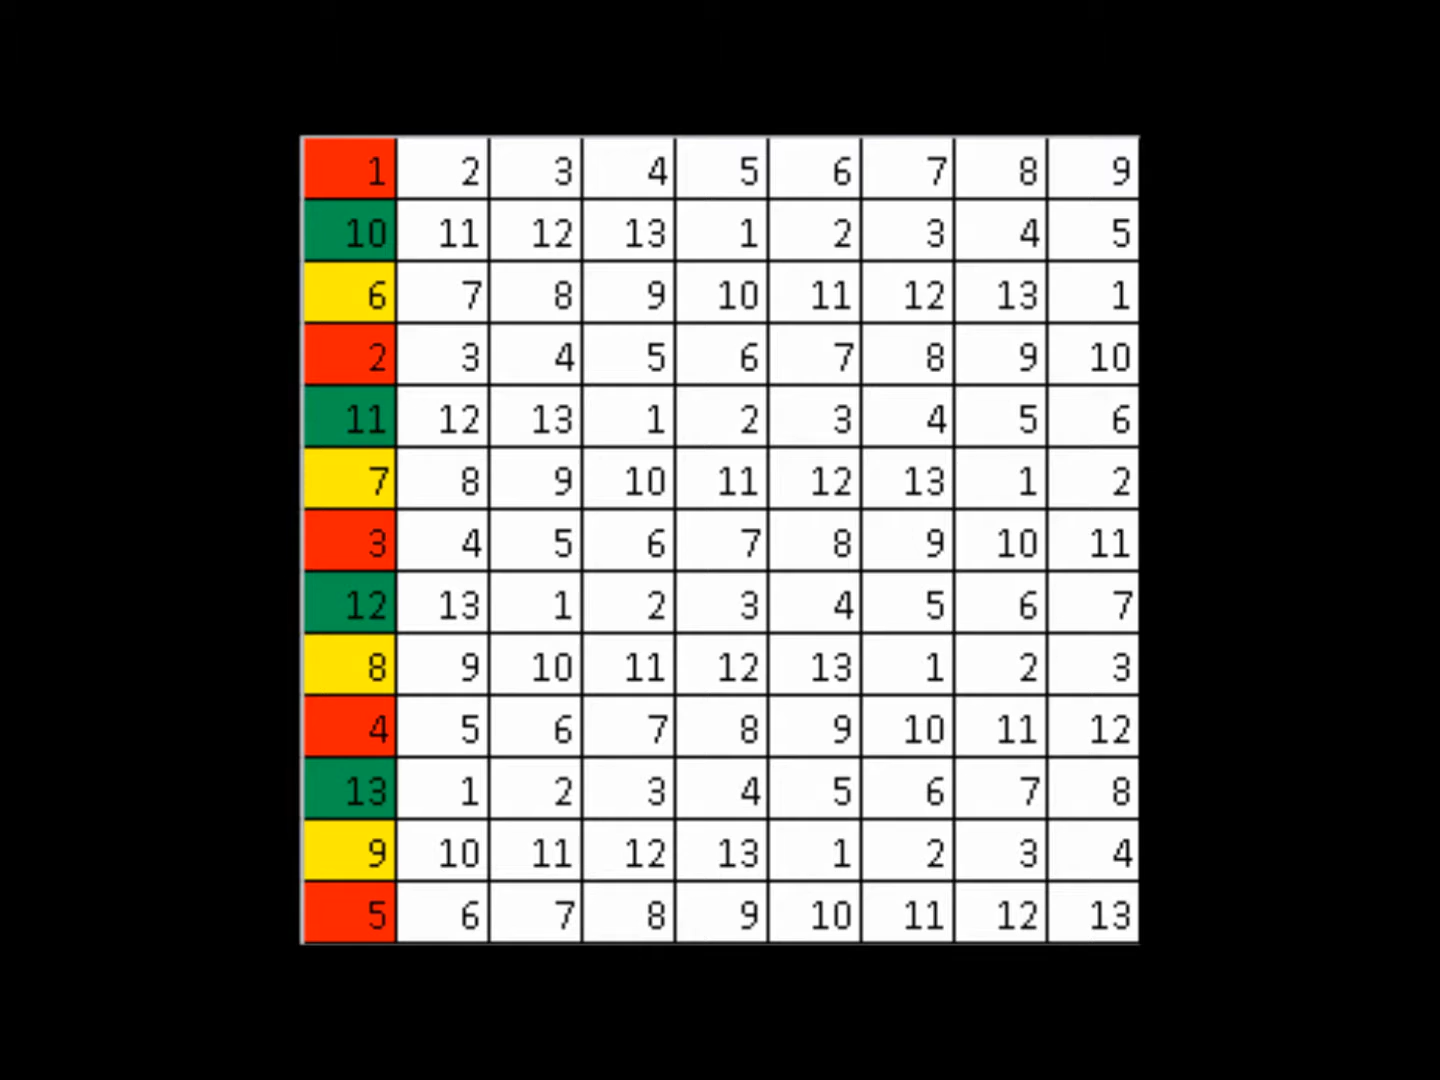 1 2 3 4 5 6 7 8 9
10 11 12 13 1 2 3 4 5
6 7 8 9 10 11 12 13 1
2 3 4 5 6 7 8 9 10
11 12 13 1 2 3 4 5 6
7 8 9 10 11 12 13 1 2
3 4 5 6 7 8 9 10 11
12 13 1 2 3 4 5 6 7
8 9 10 11 12 13 1 2 3
4 5 6 7 8 9 10 11 12
13 1 2 3 4 5 6 7 8
9 10 11 12 13 1 2 3 4
5 6 7 8 9 10 11 12 13